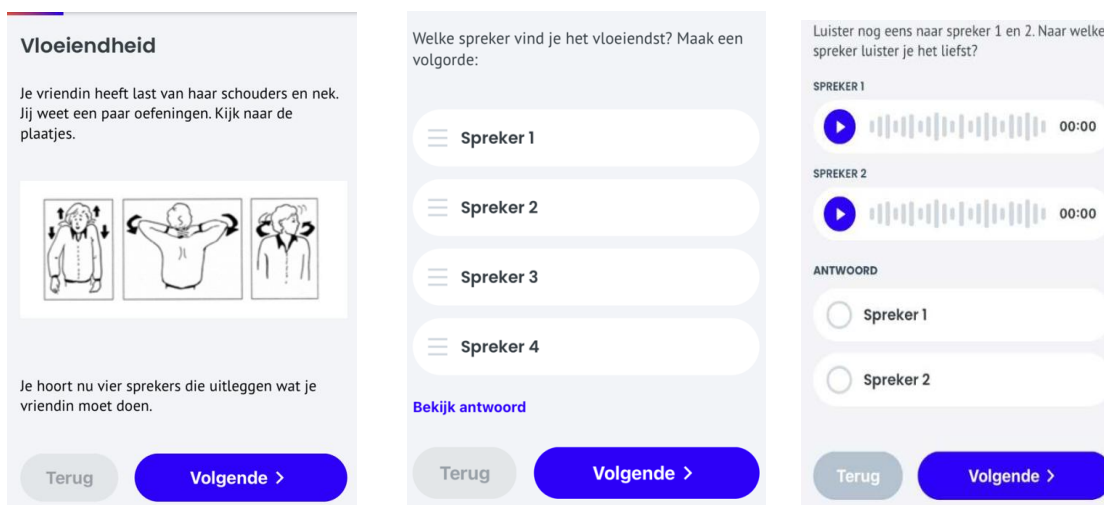 Vloeiendheid
Je vriendin heeft last van haar schouders en nek.
Jij weet een paar oefeningen. Kijk naar de
plaatjes.
Je hoort nu vier sprekers die uitleggen wat je
vriendin moet doen.
Terug
Volgende >
Welke spreker vind je het vloeiendst? Maak een
volgorde:
Spreker 1
Spreker 2
Spreker 3
Spreker 4
Bekijk antwoord
Terug
Volgende >
Luister nog eens naar spreker 1 en 2. Naar welke
spreker luister je het liefst?
SPREKER 1
00:00
SPREKER 2
00:00
ANTWOORD
Spreker 1
Spreker 2
Terug
Volgende >